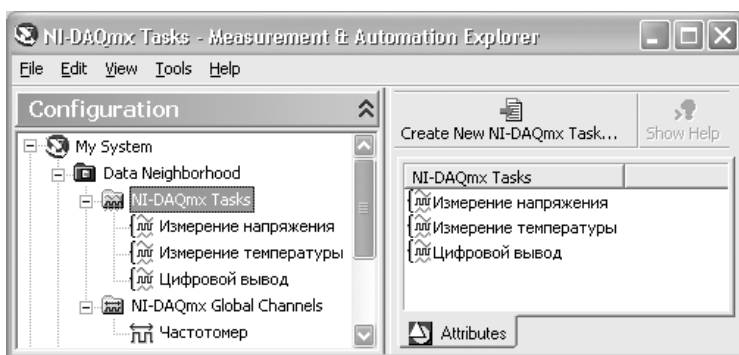 NI-DAQmx Tasks - Measurement & Automation Explorer
File Edit View Tools Help
Configuration
My System
Data Neighborhood
NI-DAQmx Tasks
Измерение напряжения
Измерение температуры
Цифровой вывод
NI-DAQmx Global Channels
Частотомер
Create New NI-DAQmx Task...
Show Help
NI-DAQmx Tasks
Измерение напряжения
Измерение температуры
Цифровой вывод
Attributes